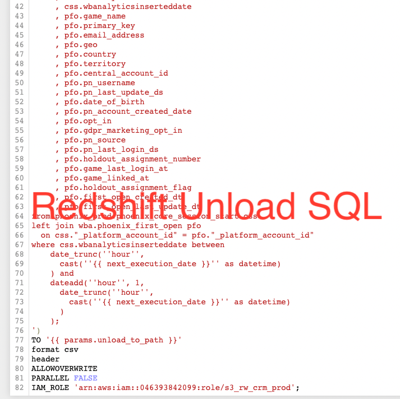 42 , css.wbanalyticsinserteddate
43 , pfo.game_name
44 , pfo.primary_key
45 , pfo.email_address
46 , pfo.geo
47 , pfo.country
48 , pfo.territory
49 , pfo.central_account_id
50 , pfo.pn_username
51 , pfo.pn_last_update_ds
52 , pfo.date_of_birth
53 , pfo.pn_account_created_date
54 , pfo.opt_in
55 , pfo.gdpr_marketing_opt_in
56 , pfo.pn_source
57 , pfo.pn_last_login_ds
58 , pfo.holdout_assignment_number
59 , pfo.game_last_login_at
60 , pfo.game_linked_at
61 , pfo.holdout_assignment_flag
62 , pfo.first_open_created_dt
63 , pfo.first_open_last_update_dt
Redshift Unload SQL
64 from phoenix_prod.phoenix_core_session_start css
65 left join wba.phoenix_first_open pfo
66 on css."_platform_account_id" = pfo."_platform_account_id"
67 where css.wbanalyticsinserteddate between
68 date_trunc(''hour'',
69 cast(''{{ next_execution_date }}'' as datetime)
70 ) and
71 dateadd(''hour'', 1,
72 date_trunc(''hour'',
73 cast(''{{ next_execution_date }}'' as datetime)
74 )
75 );
76 ')
77 TO '{{ params.unload_to_path }}'
78 format csv
79 header
80 ALLOWOVERWRITE
81 PARALLEL FALSE
82 IAM_ROLE 'arn:aws:iam::046393842099:role/s3_rw_crm_prod';